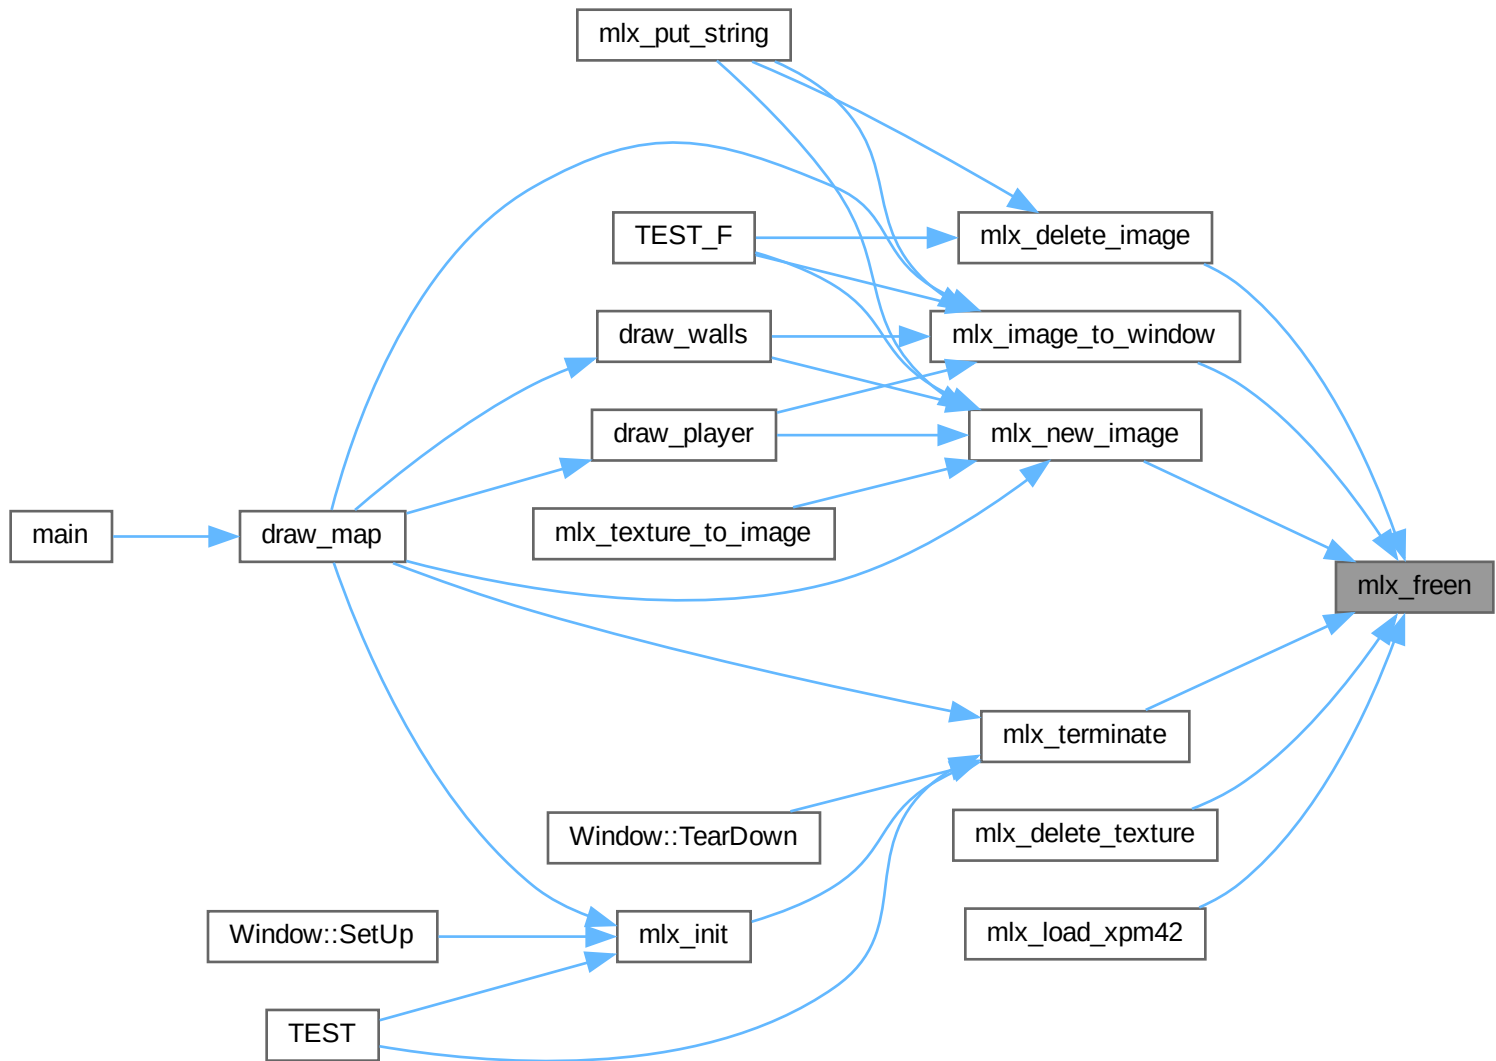 mlx_put_string
TEST_F
mlx_delete_image
draw_walls
mlx_image_to_window
draw_player
mlx_new_image
main
draw_map
mlx_texture_to_image
mlx_freen
mlx_terminate
Window::TearDown
mlx_delete_texture
Window::SetUp
mlx_init
mlx_load_xpm42
TEST